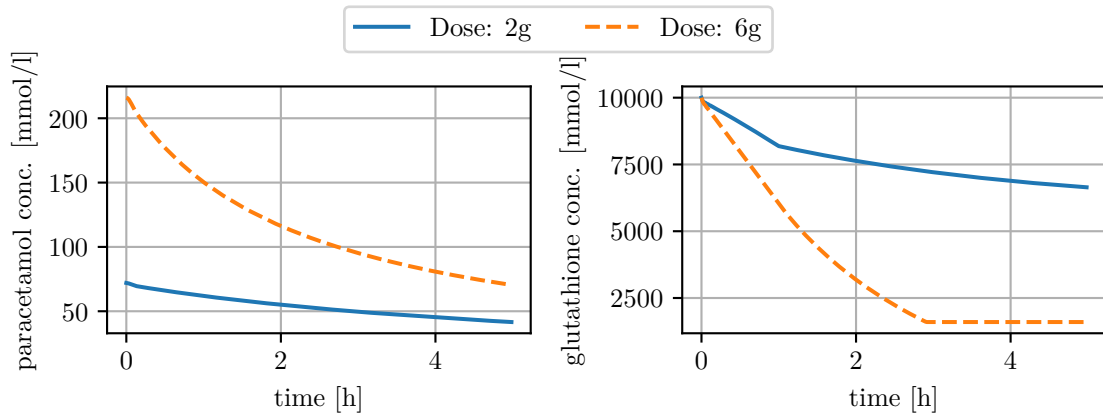 Dose: 2g
Dose: 6g
paracetamol conc. [mmol/l]
200
150
100
50
0
2
4
time [h]
glutathione conc. [mmol/l]
10000
7500
5000
2500
0
2
4
time [h]